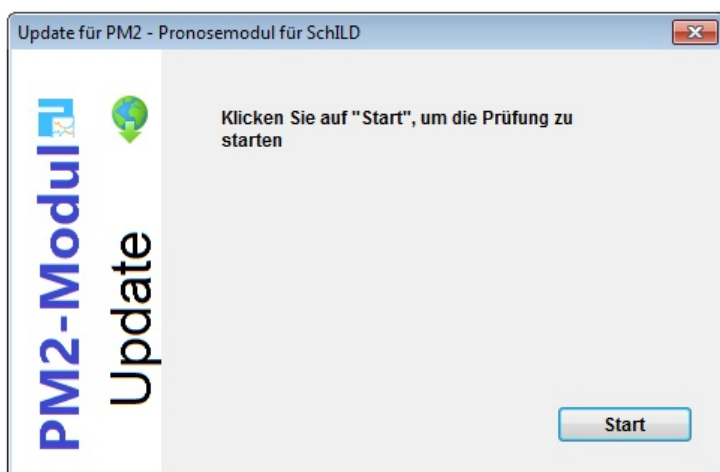 Update für PM2 - Pronosemodul für SchILD
PM2-Modul
Update
Klicken Sie auf "Start", um die Prüfung zu
starten
Start